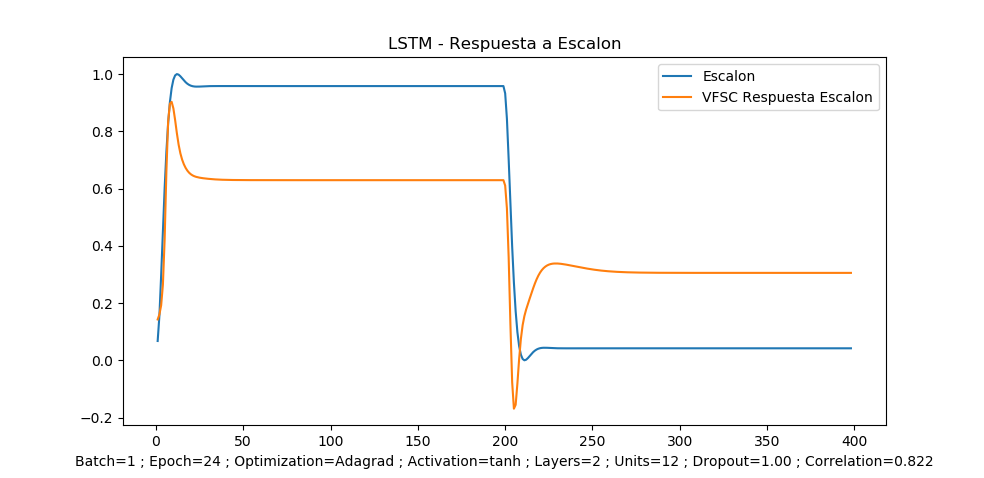 LSTM - Respuesta a Escalon
Escalon
VFSC Respuesta Escalon
1.0
0.8
0.6
0.4
0.2
0.0
−0.2
0 50 100 150 200 250 300 350 400
Batch=1 ; Epoch=24 ; Optimization=Adagrad ; Activation=tanh ; Layers=2 ; Units=12 ; Dropout=1.00 ; Correlation=0.822